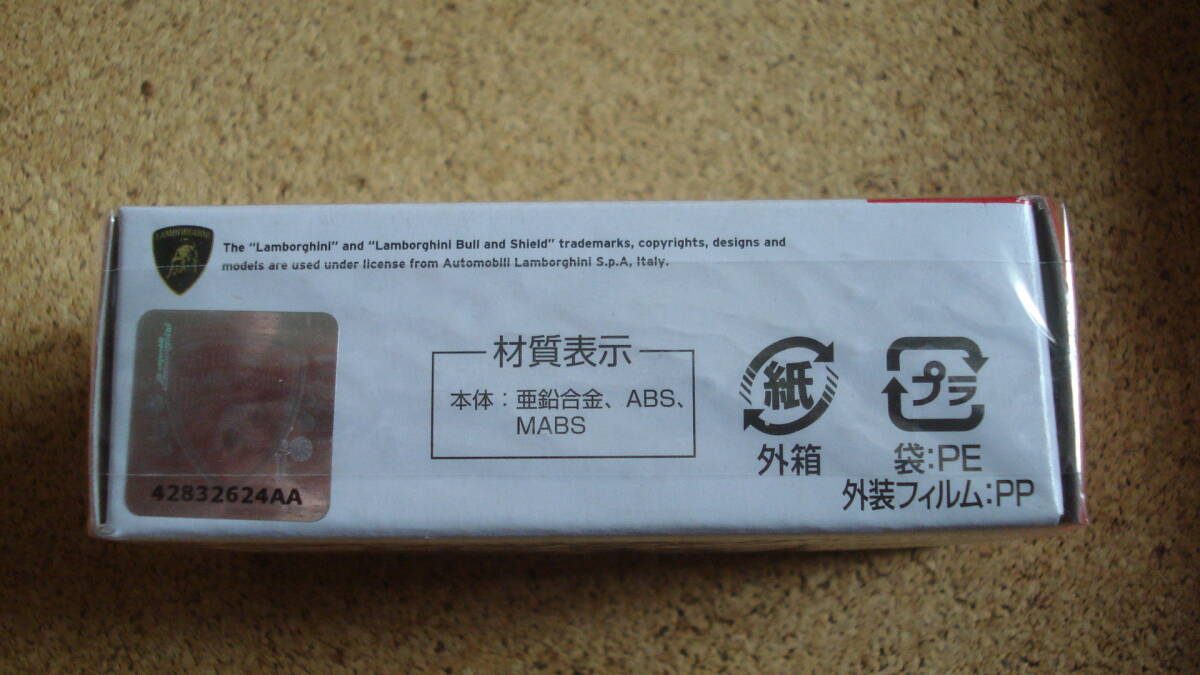 The “Lamborghini” and “Lamborghini Bull and Shield” trademarks, copyrights, designs and
models are used under license from Automobili Lamborghini S.p.A, Italy.
42832624AA
材質表示
本体：亜鉛合金、ABS、
MABS
紙
外箱
プラ
袋:PE
外装フィルム:PP